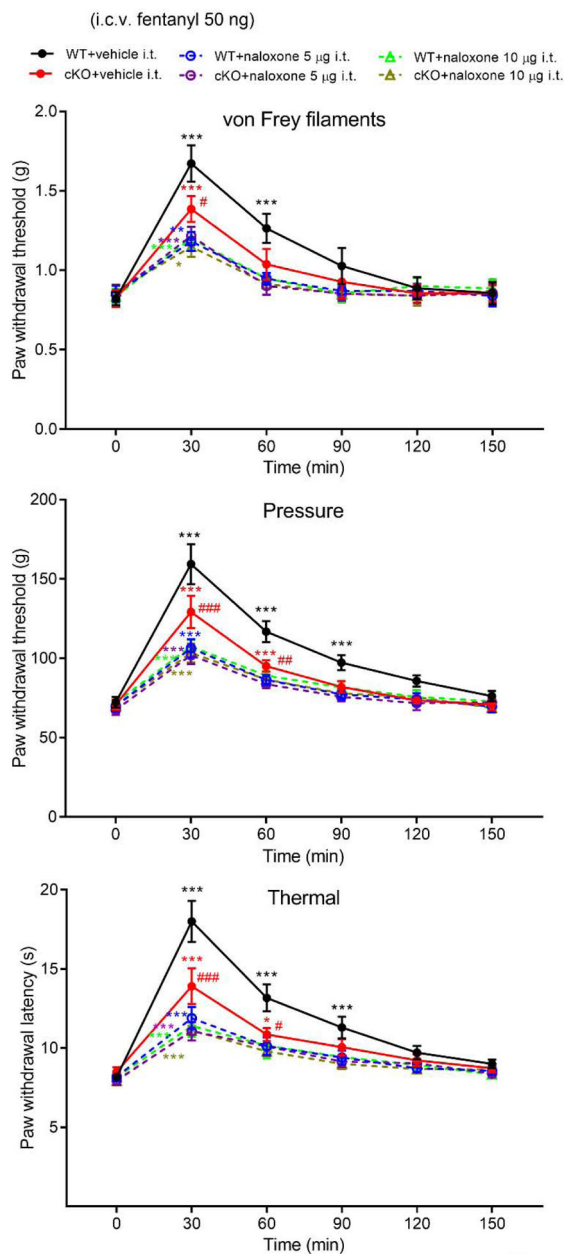 (i.c.v. fentanyl 50 ng)
WT+vehicle i.t. WT+naloxone 5 μg i.t. WT+naloxone 10 μg i.t.
cKO+vehicle i.t. cKO+naloxone 5 μg i.t. cKO+naloxone 10 μg i.t.
von Frey filaments
Paw withdrawal threshold (g)
2.0
1.5
1.0
0.5
0.0
***
***
#
***
**
***
***
*
0 30 60 90 120 150
Time (min)
Pressure
Paw withdrawal threshold (g)
200
150
100
50
0
***
***
###
***
***
***
***
***
***
##
***
0 30 60 90 120 150
Time (min)
Thermal
Paw withdrawal latency (s)
20
15
10
5
***
***
###
***
***
***
***
***
*
#
***
0 30 60 90 120 150
Time (min)